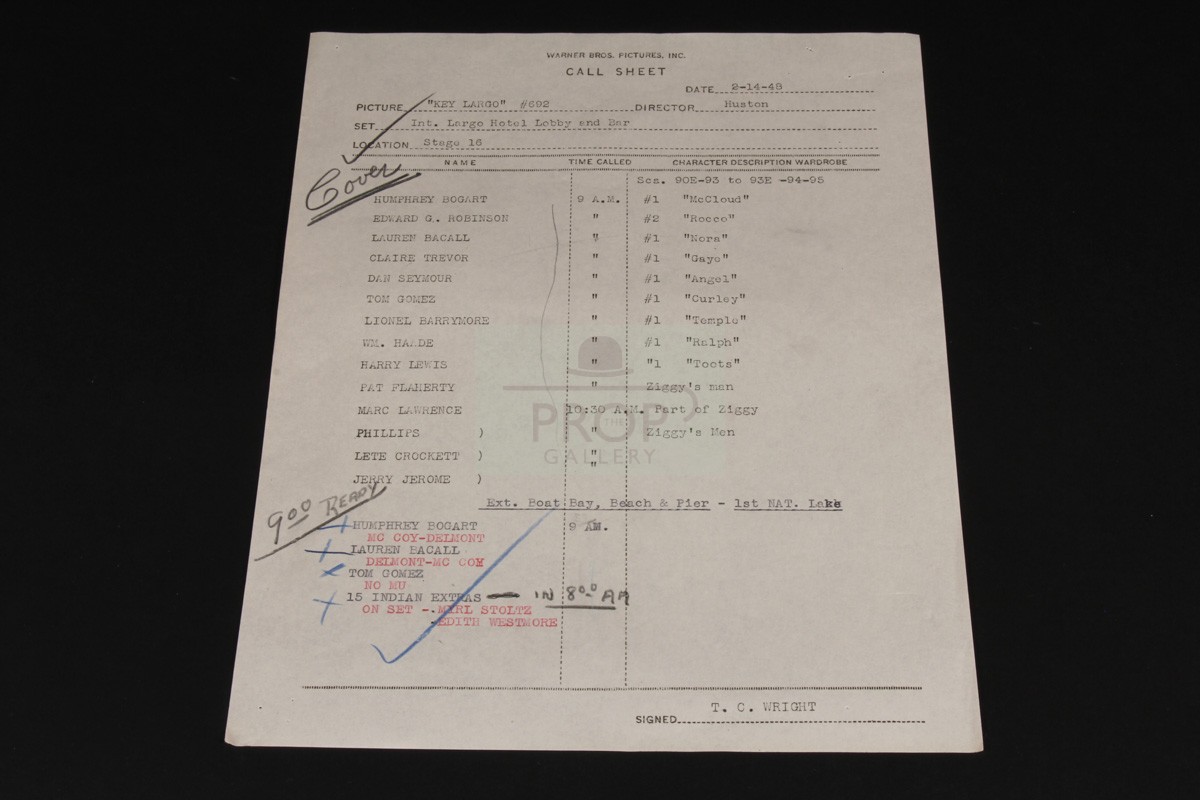 WARNER BROS. PICTURES, INC.
CALL SHEET
DATE 2-14-48
PICTURE "KEY LARGO" #692 DIRECTOR Huston
SET Int. Largo Hotel Lobby and Bar
LOCATION Stage 16
NAME TIME CALLED CHARACTER DESCRIPTION WARDROBE
Cover
Scs. 90E-93 to 93E -94-95
HUMPHREY BOGART 9 A.M. #1 "McCloud"
EDWARD G. ROBINSON " #2 "Rocco"
LAUREN BACALL " #1 "Nora"
CLAIRE TREVOR " #1 "Gaye"
DAN SEYMOUR " #1 "Angel"
TOM GOMEZ " #1 "Curley"
LIONEL BARRYMORE " #1 "Temple"
WM. HAADE " #1 "Ralph"
HARRY LEWIS " "1 "Toots"
PAT FLAHERTY " Ziggy's man
MARC LAWRENCE 10:30 A.M. Part of Ziggy
PHILLIPS ) " Ziggy's Men
LETE CROCKETT ) "
JERRY JEROME ) "
PROP THE GALLERY
Ext. Boat Bay, Beach & Pier - 1st NAT. Lake
900 READY
HUMPHREY BOGART 9 AM.
MC COY-DELMONT
LAUREN BACALL
DELMONT-MC COY
TOM GOMEZ
NO MU
15 INDIAN EXTRAS — IN 8:00 AM
ON SET -.MIRL STOLTZ
-EDITH WESTMORE
T. C. WRIGHT
SIGNED